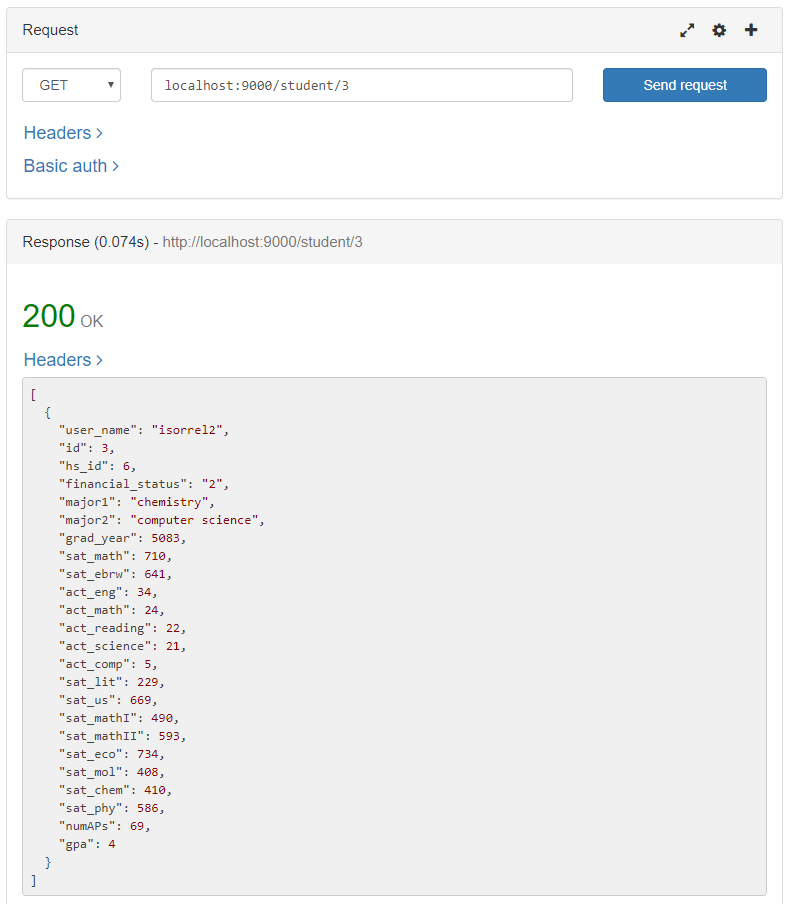 Request
GET localhost:9000/student/3 Send request
Headers
Basic auth
Response (0.074s) - http://localhost:9000/student/3
200 OK
Headers
[
  {
    "user_name": "isorrel2",
    "id": 3,
    "hs_id": 6,
    "financial_status": "2",
    "major1": "chemistry",
    "major2": "computer science",
    "grad_year": 5083,
    "sat_math": 710,
    "sat_ebrw": 641,
    "act_eng": 34,
    "act_math": 24,
    "act_reading": 22,
    "act_science": 21,
    "act_comp": 5,
    "sat_lit": 229,
    "sat_us": 669,
    "sat_mathI": 490,
    "sat_mathII": 593,
    "sat_eco": 734,
    "sat_mol": 408,
    "sat_chem": 410,
    "sat_phy": 586,
    "numAPs": 69,
    "gpa": 4
  }
]